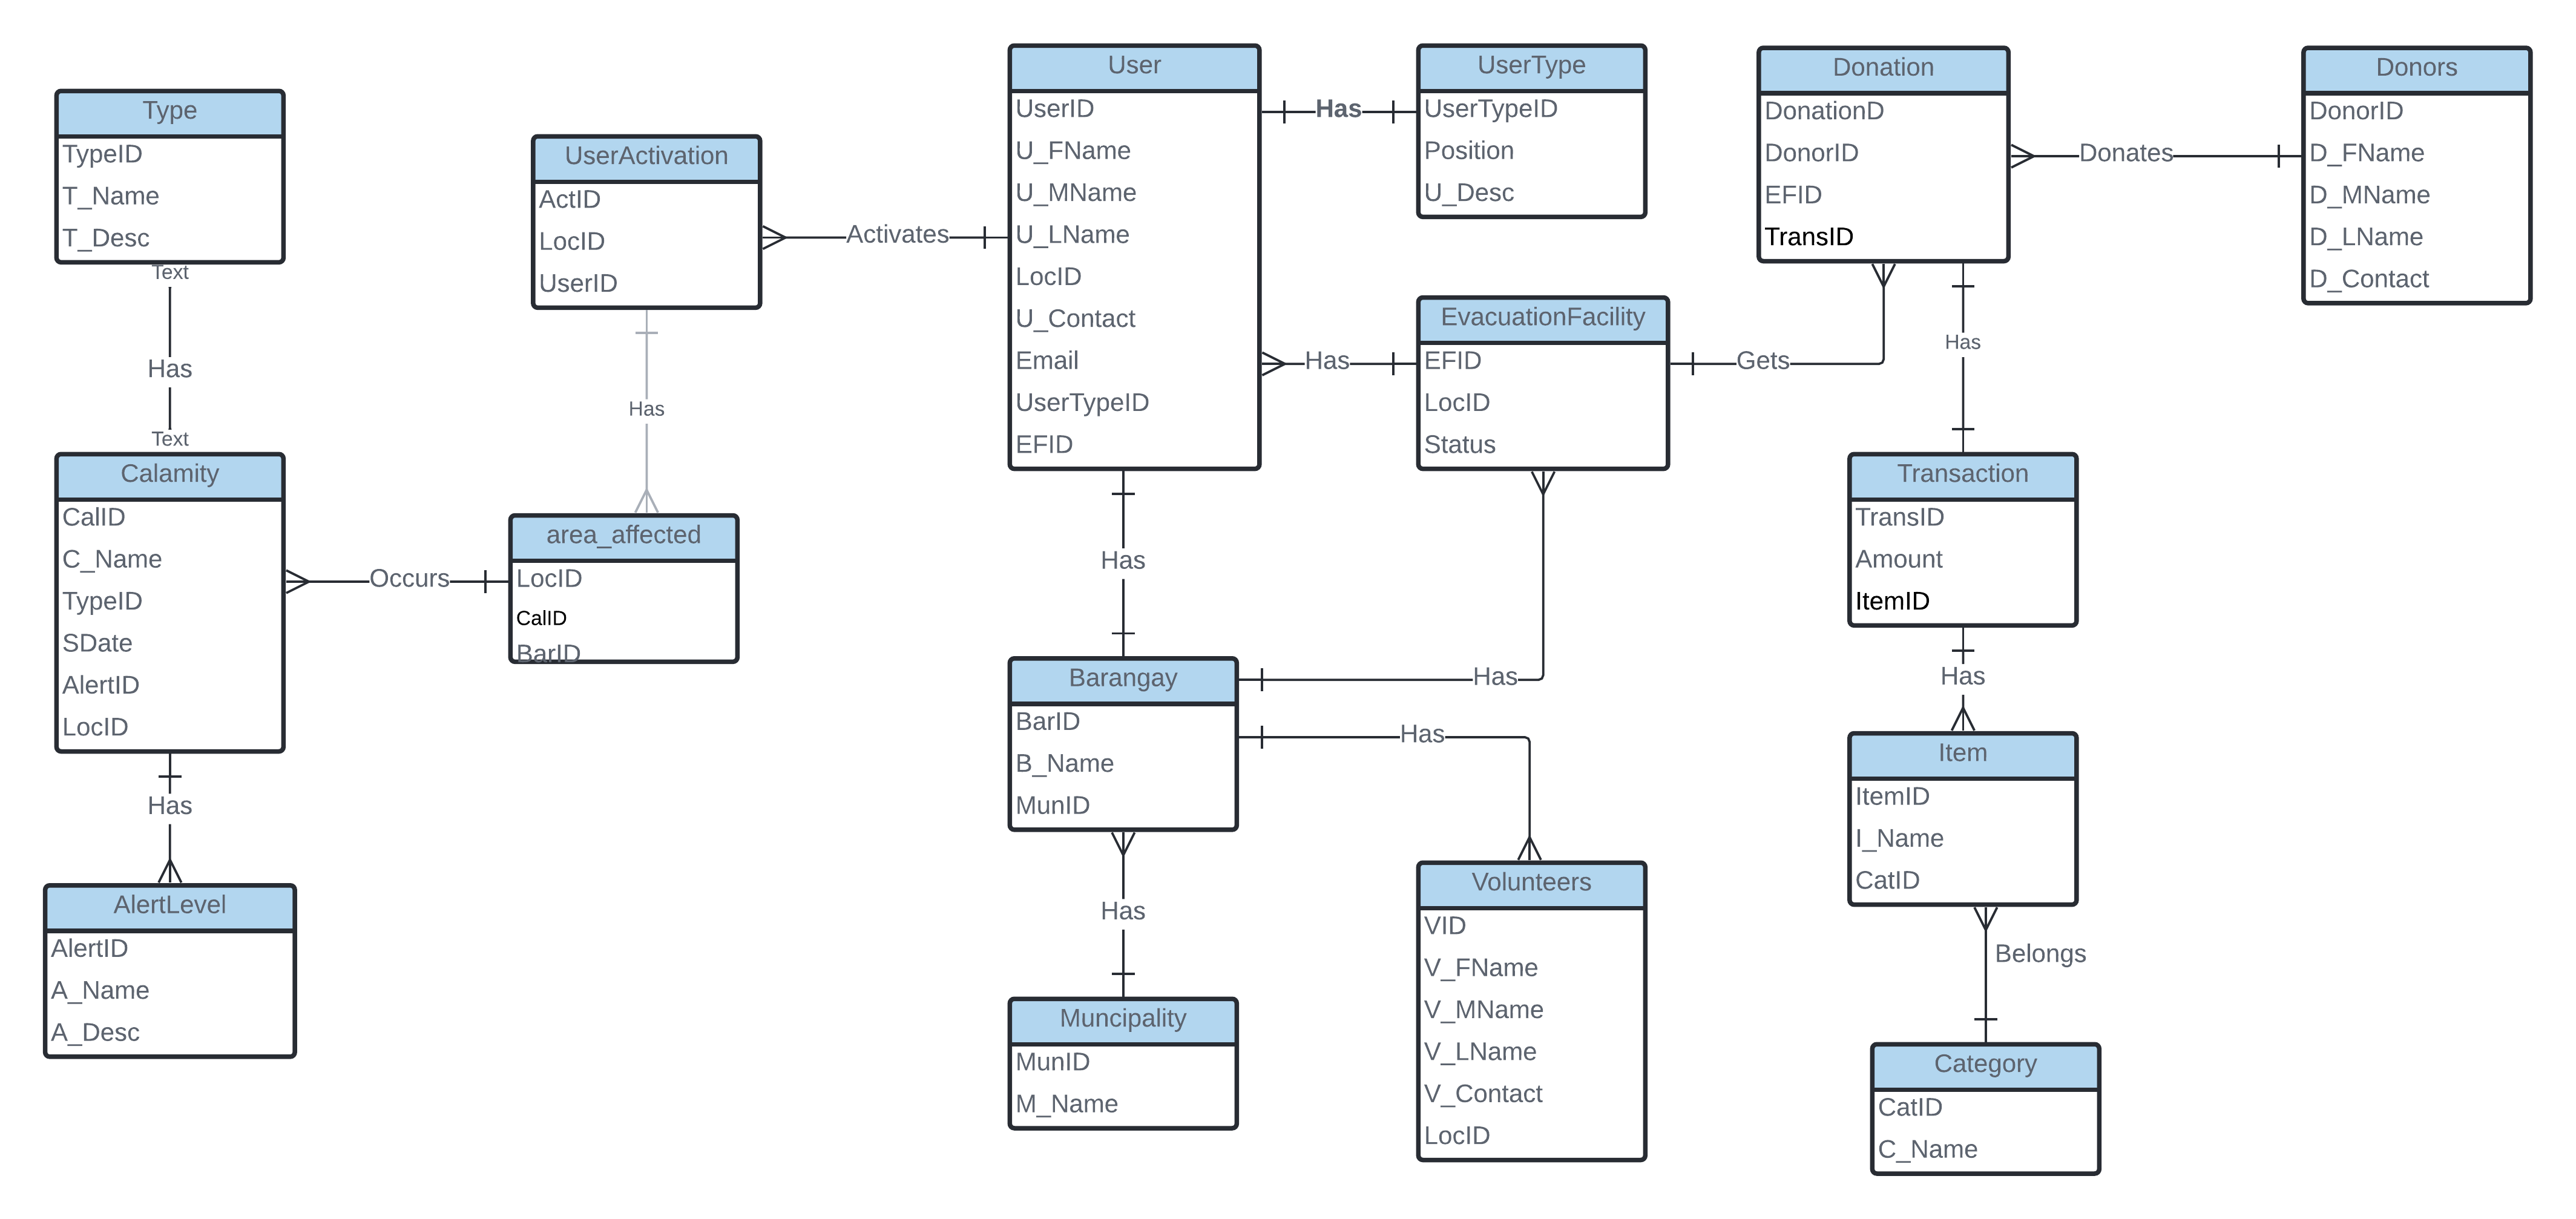 Type
TypeID
T_Name
T_Desc
Text
Has
Text
Calamity
CalID
C_Name
TypeID
SDate
AlertID
LocID
Has
AlertLevel
AlertID
A_Name
A_Desc
Occurs
UserActivation
ActID
LocID
UserID
Has
area_affected
LocID
CalID
BarID
Activates
User
UserID
U_FName
U_MName
U_LName
LocID
U_Contact
Email
UserTypeID
EFID
Has
Barangay
BarID
B_Name
MunID
Has
Muncipality
MunID
M_Name
Has
UserType
UserTypeID
Position
U_Desc
Has
EvacuationFacility
EFID
LocID
Status
Has
Has
Volunteers
VID
V_FName
V_MName
V_LName
V_Contact
LocID
Gets
Donation
DonationD
DonorID
EFID
TransID
Has
Transaction
TransID
Amount
ItemID
Has
Item
ItemID
I_Name
CatID
Belongs
Category
CatID
C_Name
Donates
Donors
DonorID
D_FName
D_MName
D_LName
D_Contact